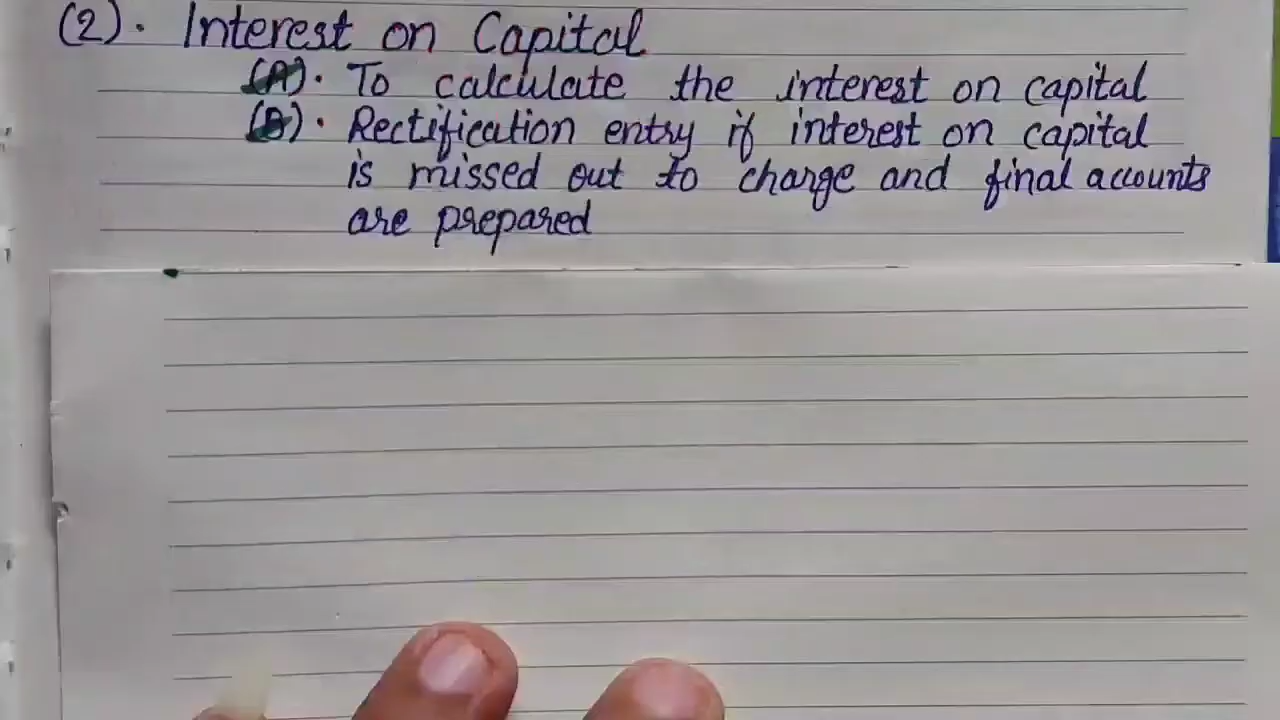 (2). Interest on Capital
(A). To calculate the interest on capital
(B). Rectification entry if interest on capital
is missed out to charge and final accounts
are prepared